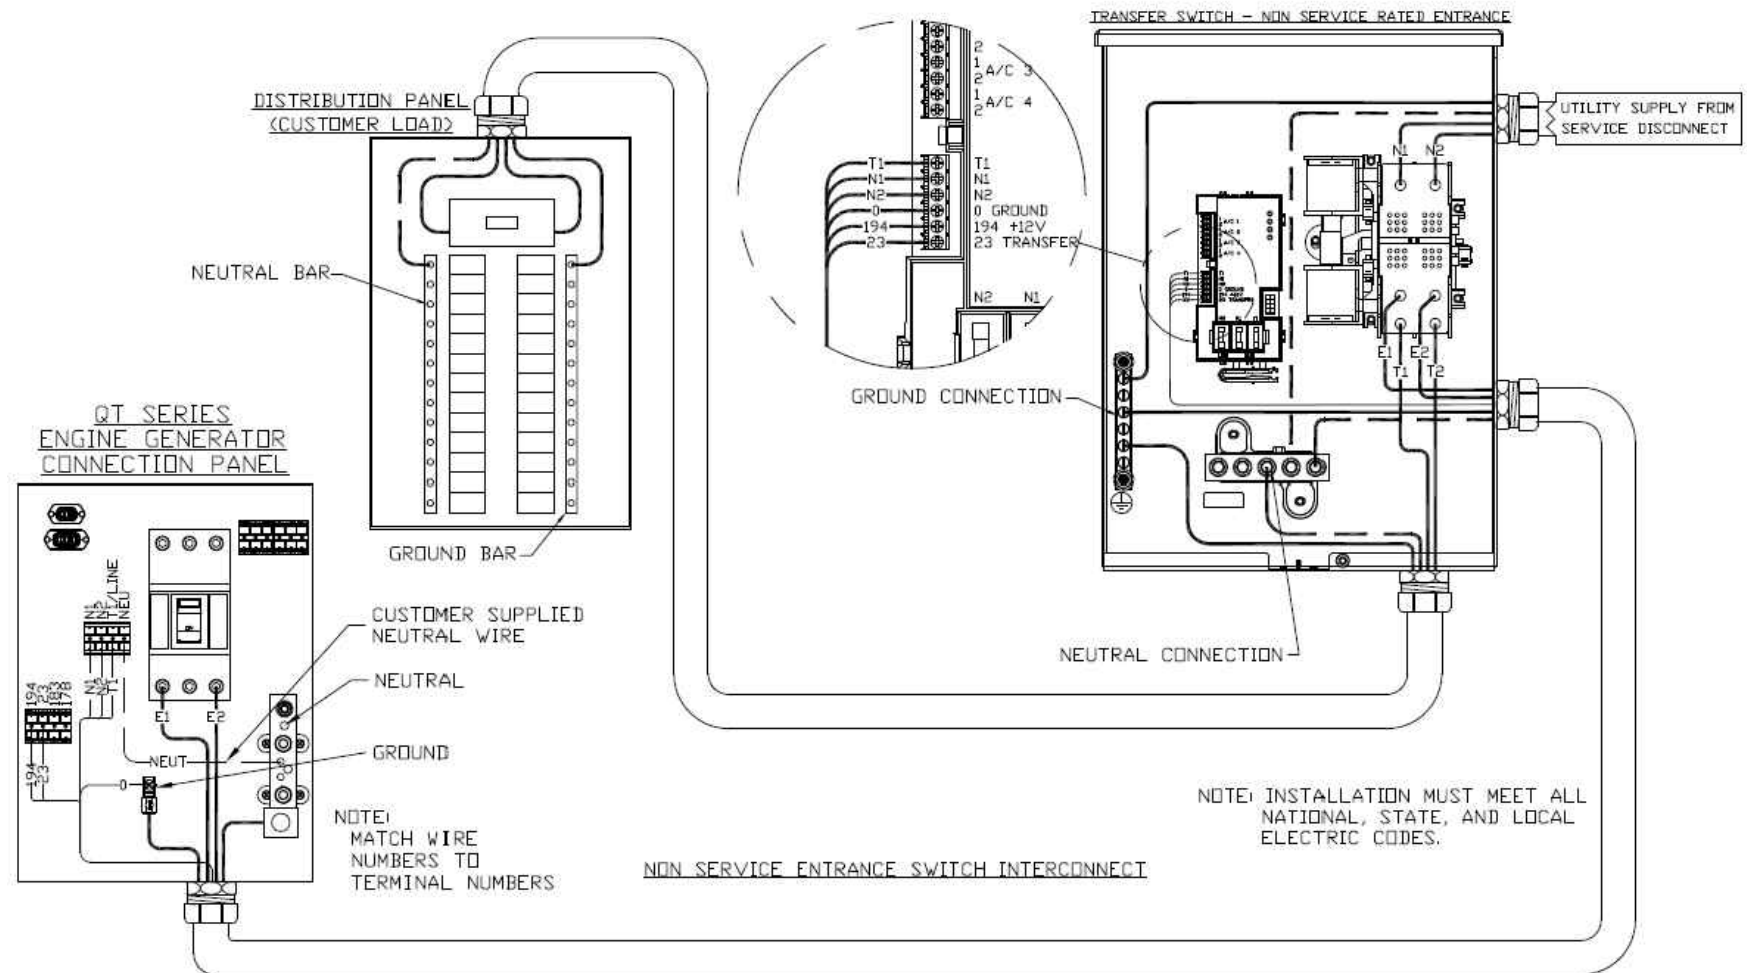 TRANSFER SWITCH - NON SERVICE RATED ENTRANCE
DISTRIBUTION PANEL
(CUSTOMER LOAD)
2
1
2
A/C 3
1
2
A/C 4
T1
N1
N2
0
194
23
T1
N1
N2
0 GROUND
194 +12V
23 TRANSFER
N2
N1
UTILITY SUPPLY FROM
SERVICE DISCONNECT
N1
N2
E1
E2
T1
T2
NEUTRAL BAR
GROUND BAR
GROUND CONNECTION
NEUTRAL CONNECTION
QT SERIES
ENGINE GENERATOR
CONNECTION PANEL
N1
N2
T1/LINE
NEU
N1
N2
T1
194
23
183
178
194
23
E1
E2
NEUT
0
CUSTOMER SUPPLIED
NEUTRAL WIRE
NEUTRAL
GROUND
NOTE:
MATCH WIRE
NUMBERS TO
TERMINAL NUMBERS
NOTE: INSTALLATION MUST MEET ALL
NATIONAL, STATE, AND LOCAL
ELECTRIC CODES.
NON SERVICE ENTRANCE SWITCH INTERCONNECT